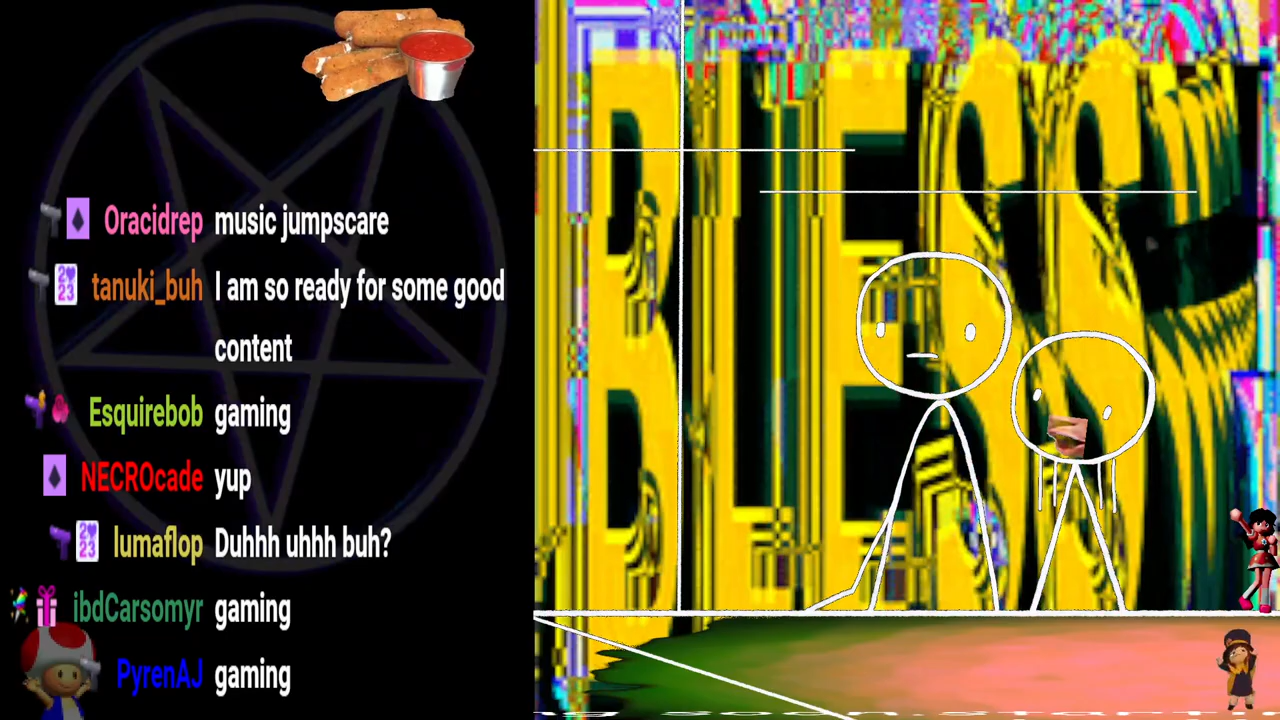 BLESS
Oracidrep music jumpscare
tanuki_buh I am so ready for some good
content
Esquirebob gaming
NECROcade yup
lumaflop Duhhh uhhh buh?
ibdCarsomyr gaming
PyrenAJ gaming